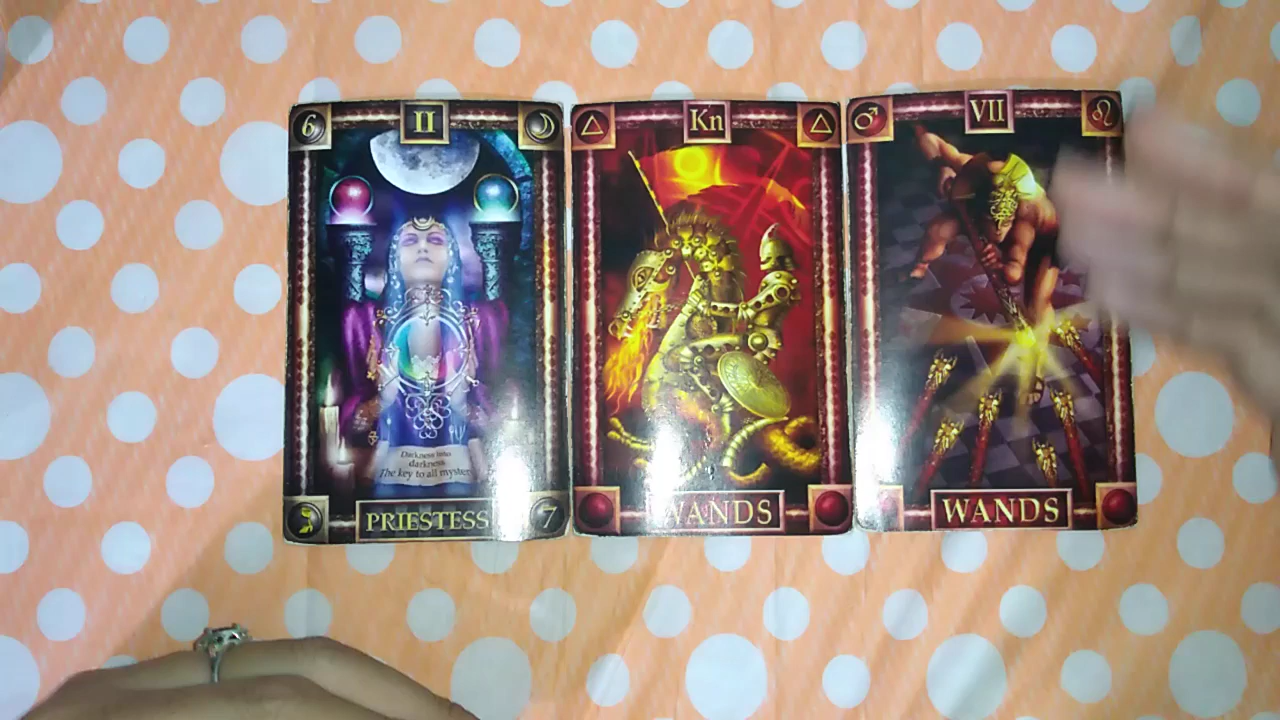 6 II
PRIESTESS 7
Darkness into
darkness
The key to all mystery
Kn
WANDS
VII
WANDS